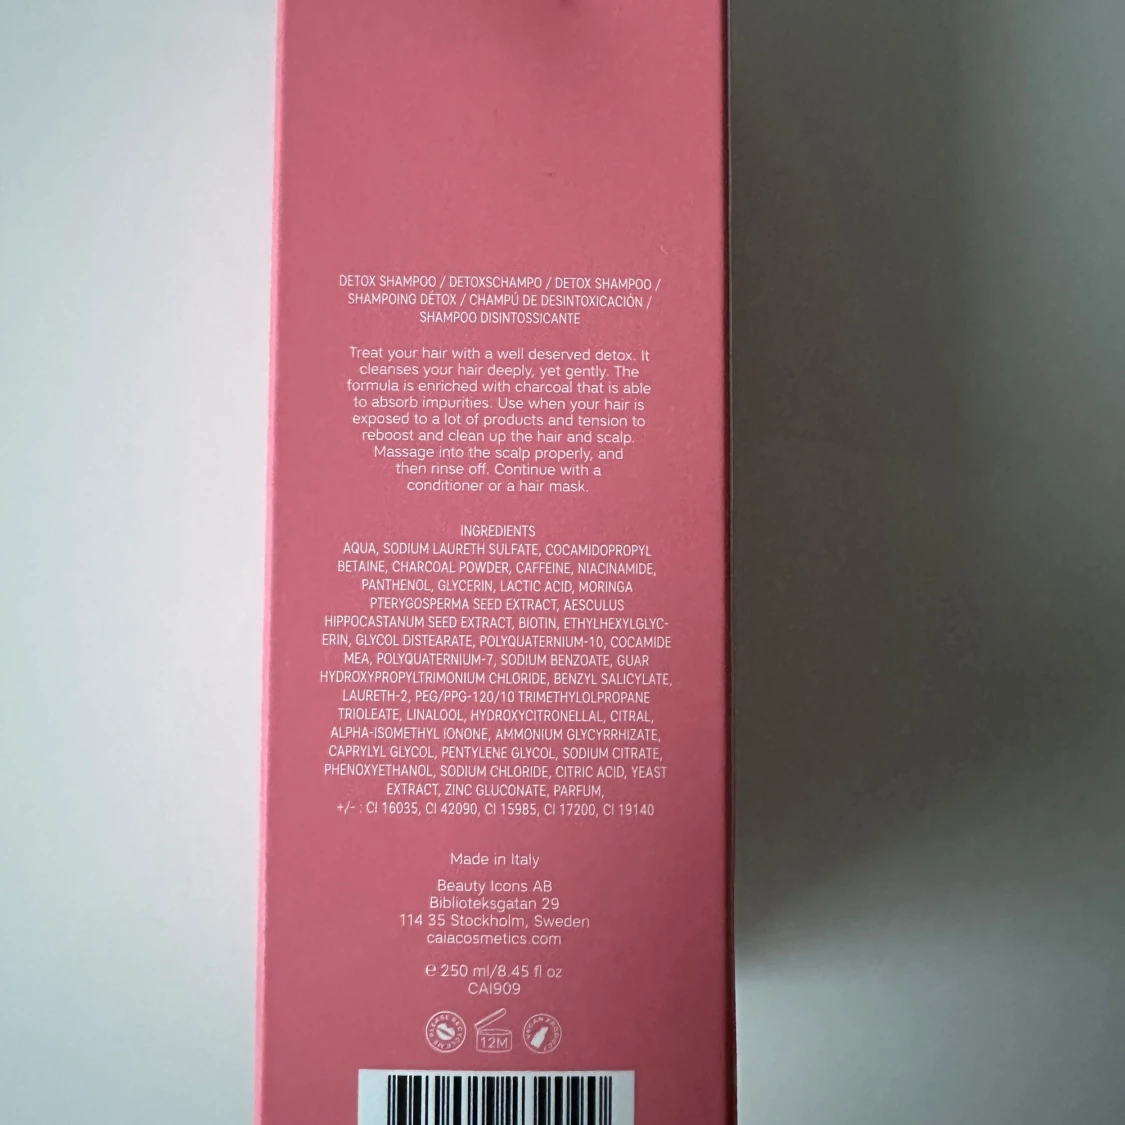 DETOX SHAMPOO / DETOXSCHAMPO / DETOX SHAMPOO /
SHAMPOING DÉTOX / CHAMPÚ DE DESINTOXICACIÓN /
SHAMPOO DISINTOSSICANTE
Treat your hair with a well deserved detox. It
cleanses your hair deeply, yet gently. The
formula is enriched with charcoal that is able
to absorb impurities. Use when your hair is
exposed to a lot of products and tension to
reboost and clean up the hair and scalp.
Massage into the scalp properly, and
then rinse off. Continue with a
conditioner or a hair mask.
INGREDIENTS
AQUA, SODIUM LAURETH SULFATE, COCAMIDOPROPYL
BETAINE, CHARCOAL POWDER, CAFFEINE, NIACINAMIDE,
PANTHENOL, GLYCERIN, LACTIC ACID, MORINGA
PTERYGOSPERMA SEED EXTRACT, AESCULUS
HIPPOCASTANUM SEED EXTRACT, BIOTIN, ETHYLHEXYLGLYC-
ERIN, GLYCOL DISTEARATE, POLYQUATERNIUM-10, COCAMIDE
MEA, POLYQUATERNIUM-7, SODIUM BENZOATE, GUAR
HYDROXYPROPYLTRIMONIUM CHLORIDE, BENZYL SALICYLATE,
LAURETH-2, PEG/PPG-120/10 TRIMETHYLOLPROPANE
TRIOLEATE, LINALOOL, HYDROXYCITRONELLAL, CITRAL,
ALPHA-ISOMETHYL IONONE, AMMONIUM GLYCYRRHIZATE,
CAPRYLYL GLYCOL, PENTYLENE GLYCOL, SODIUM CITRATE,
PHENOXYETHANOL, SODIUM CHLORIDE, CITRIC ACID, YEAST
EXTRACT, ZINC GLUCONATE, PARFUM,
+/- : CI 16035, CI 42090, CI 15985, CI 17200, CI 19140
Made in Italy
Beauty Icons AB
Biblioteksgatan 29
114 35 Stockholm, Sweden
caiacosmetics.com
℮ 250 ml/8.45 fl oz
CAI909
PLEASE RECYCLE ME
12M
VEGAN PRODUCT